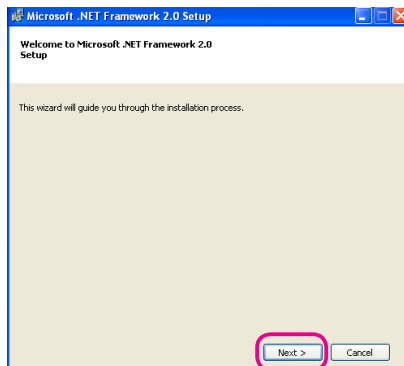 Microsoft .NET Framework 2.0 Setup
Welcome to Microsoft .NET Framework 2.0
Setup
This wizard will guide you through the installation process.
Next >
Cancel